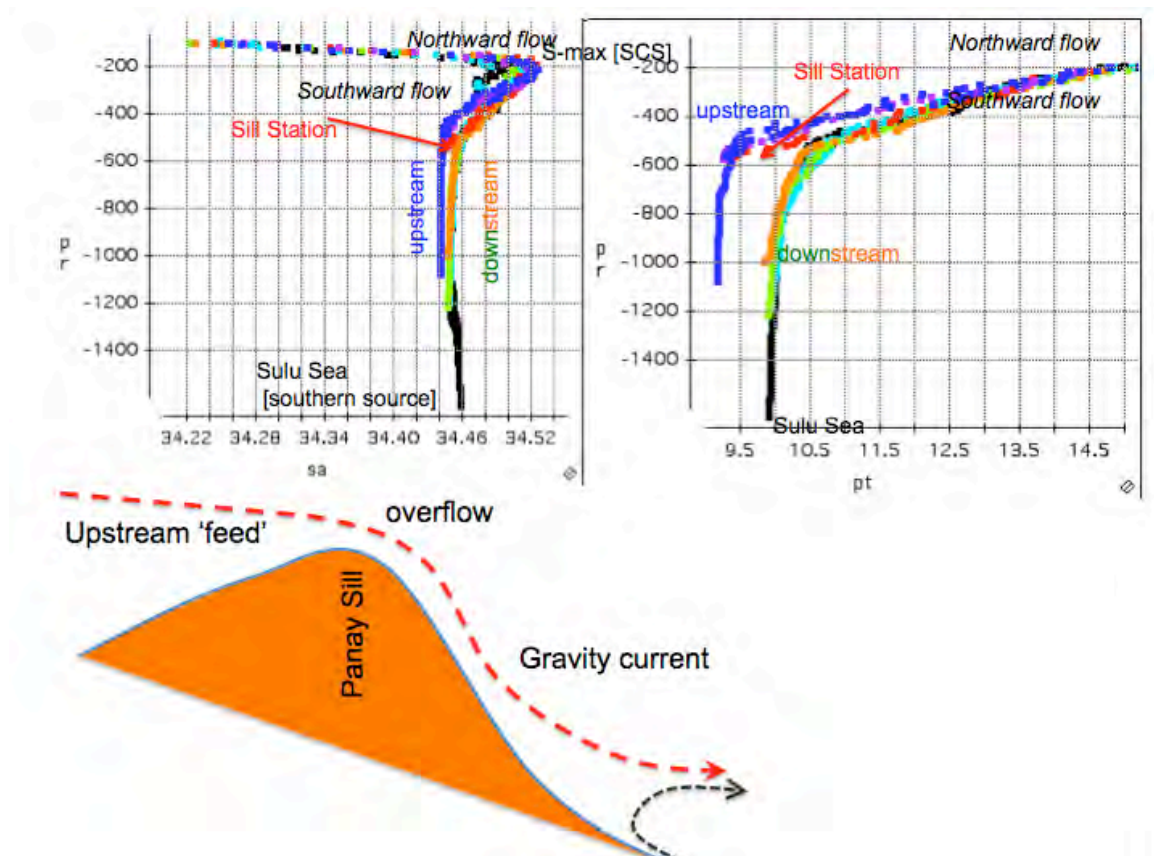 Northward flow
S-max [SCS]
-200
Southward flow
-400
Sill Station
-600
upstream
downstream
-800
p
r
-1000
-1200
-1400
Sulu Sea
[southern source]
34.22
34.28
34.34
34.40
34.46
34.52
sa
Northward flow
-200
Sill Station
Southward flow
upstream
-400
-600
-800
p
r
-1000
downstream
-1200
-1400
Sulu Sea
9.5
10.5
11.5
12.5
13.5
14.5
pt
overflow
Upstream ‘feed’
Panay Sill
Gravity current